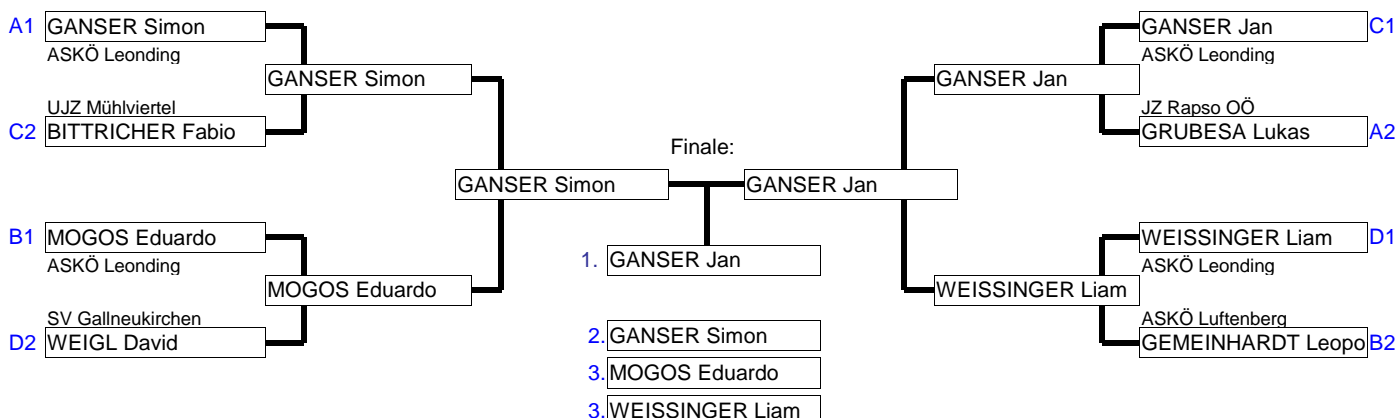 A1 GANSER Simon
ASKÖ Leonding
GANSER Simon
UJZ Mühlviertel
C2 BITTRICHER Fabio
GANSER Simon
B1 MOGOS Eduardo
ASKÖ Leonding
MOGOS Eduardo
SV Gallneukirchen
D2 WEIGL David
Finale:
1. GANSER Jan
2. GANSER Simon
3. MOGOS Eduardo
3. WEISSINGER Liam
GANSER Jan C1
ASKÖ Leonding
GANSER Jan
JZ Rapso OÖ
GRUBESA Lukas A2
GANSER Jan
WEISSINGER Liam D1
ASKÖ Leonding
WEISSINGER Liam
ASKÖ Luftenberg
GEMEINHARDT Leopo B2